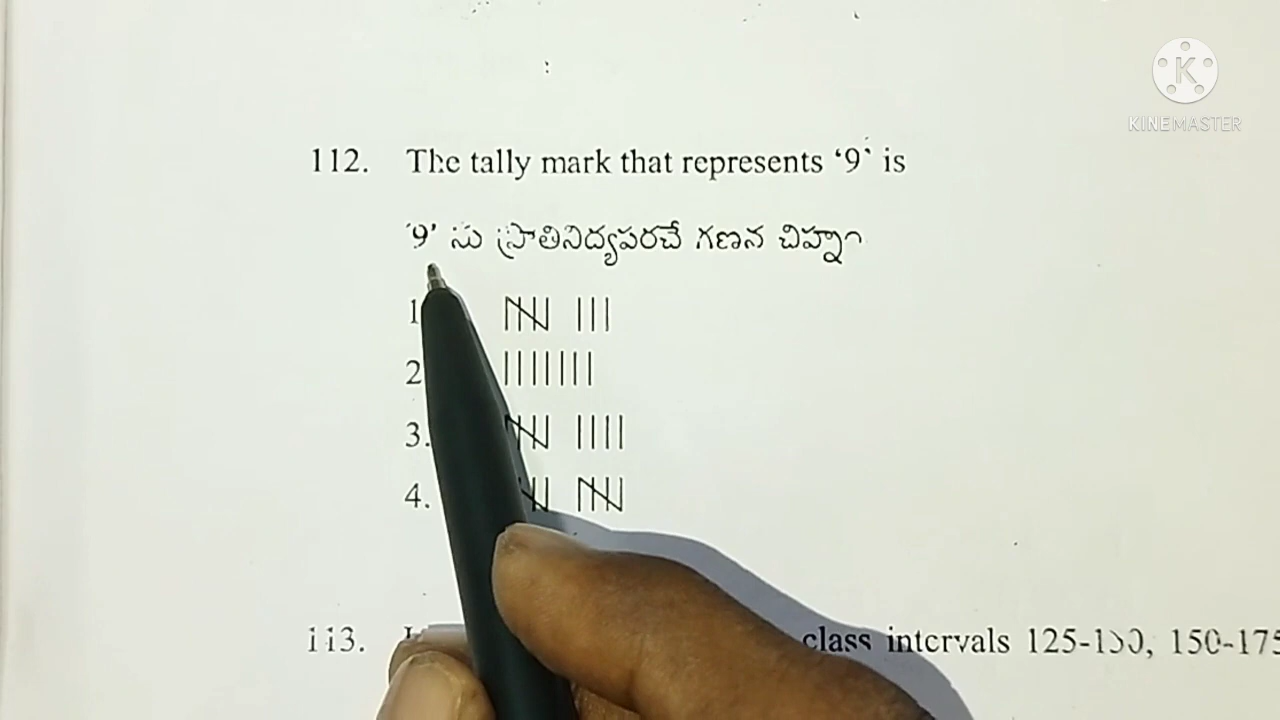 K
KINEMASTER
112. The tally mark that represents ‘9’ is
‘9’ ను ప్రాతినిద్యపరచే గణన చిహ్నం
1
2
3.
4.
113. class intervals 125-150, 150-175